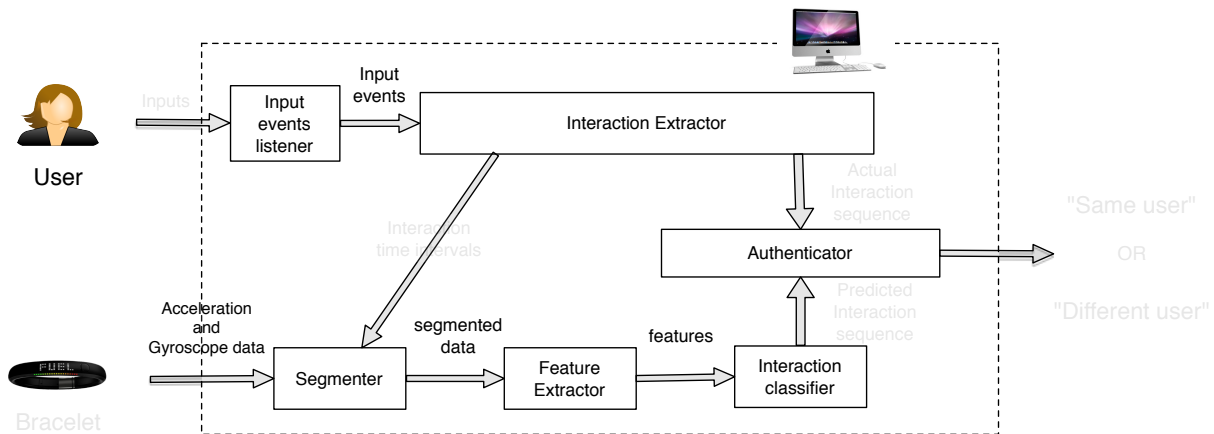 Inputs
Input
events
listener
Input
events
Interaction Extractor
User
Actual
Interaction
sequence
"Same user"
Interaction
time intervals
Authenticator
OR
Predicted
Interaction
sequence
"Different user"
Acceleration
and
Gyroscope data
segmented
data
features
FUEL
Segmenter
Feature
Extractor
Interaction
classifier
Bracelet